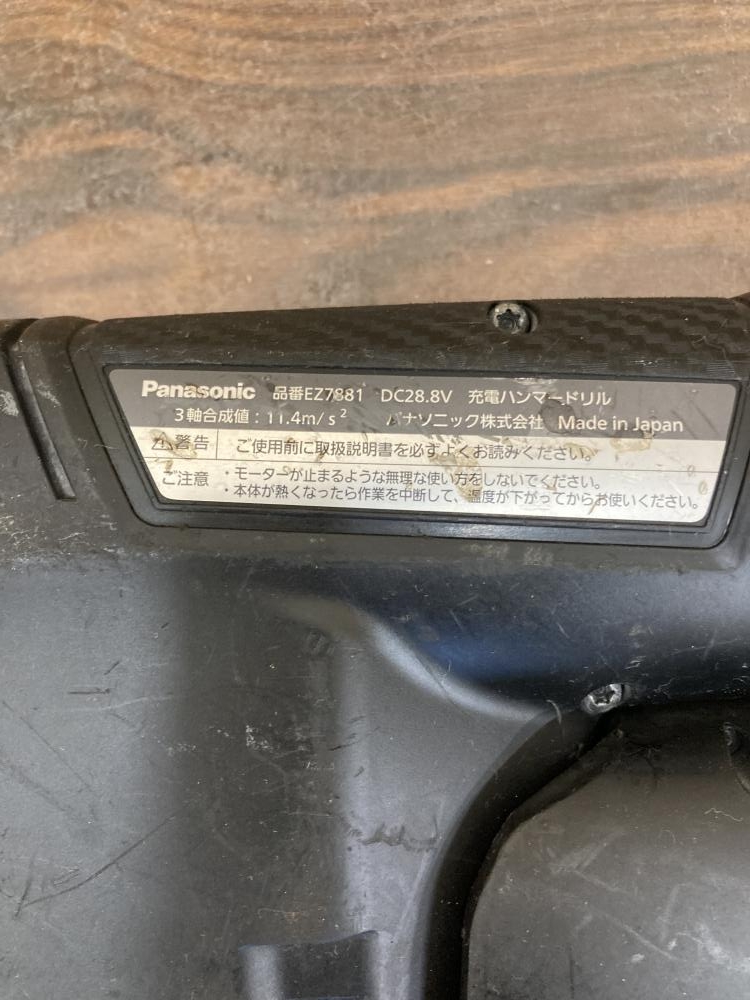 Panasonic 品番EZ7881 DC28.8V 充電ハンマードリル
3軸合成値：11.4m/s² パナソニック株式会社 Made in Japan
⚠警告 ご使用前に取扱説明書を必ずよくお読みください。
ご注意 ・モーターが止まるような無理な使い方をしないでください。
・本体が熱くなったら作業を中断して、温度が下がってからお使いください。